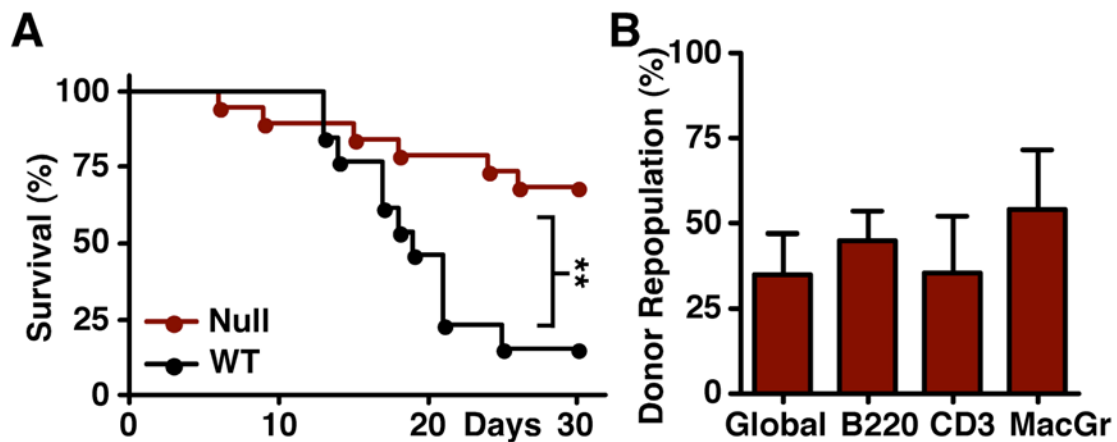 A
Survival (%)
100
75
50
25
0
0 10 20 Days 30
Null
WT
**
B
Donor Repopulation (%)
100
75
50
25
0
Global B220 CD3 MacGr